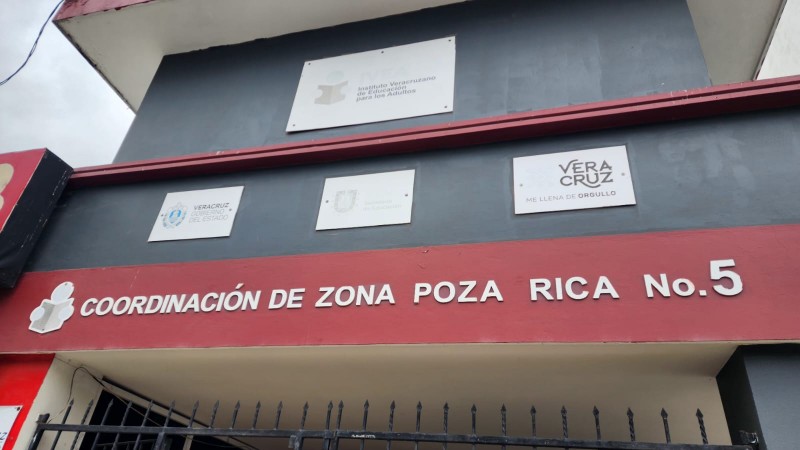 Instituto Veracruzano
de Educación
para los Adultos
VERACRUZ
GOBIERNO
DEL ESTADO
VERA
CRUZ
ME LLENA DE ORGULLO
COORDINACIÓN DE ZONA POZA RICA No.5